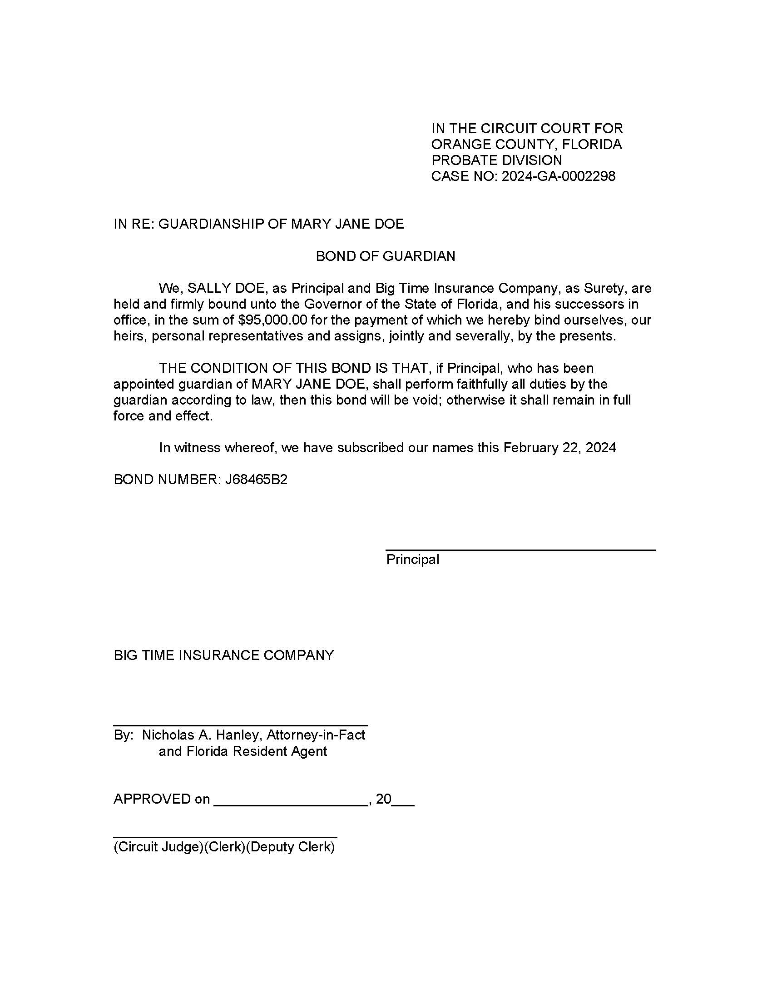 IN THE CIRCUIT COURT FOR
ORANGE COUNTY, FLORIDA
PROBATE DIVISION
CASE NO: 2024-GA-0002298
IN RE: GUARDIANSHIP OF MARY JANE DOE
BOND OF GUARDIAN
We, SALLY DOE, as Principal and Big Time Insurance Company, as Surety, are
held and firmly bound unto the Governor of the State of Florida, and his successors in
office, in the sum of $95,000.00 for the payment of which we hereby bind ourselves, our
heirs, personal representatives and assigns, jointly and severally, by the presents.
THE CONDITION OF THIS BOND IS THAT, if Principal, who has been
appointed guardian of MARY JANE DOE, shall perform faithfully all duties by the
guardian according to law, then this bond will be void; otherwise it shall remain in full
force and effect.
In witness whereof, we have subscribed our names this February 22, 2024
BOND NUMBER: J68465B2
Principal
BIG TIME INSURANCE COMPANY
By: Nicholas A. Hanley, Attorney-in-Fact
and Florida Resident Agent
APPROVED on ____________________, 20___
(Circuit Judge)(Clerk)(Deputy Clerk)